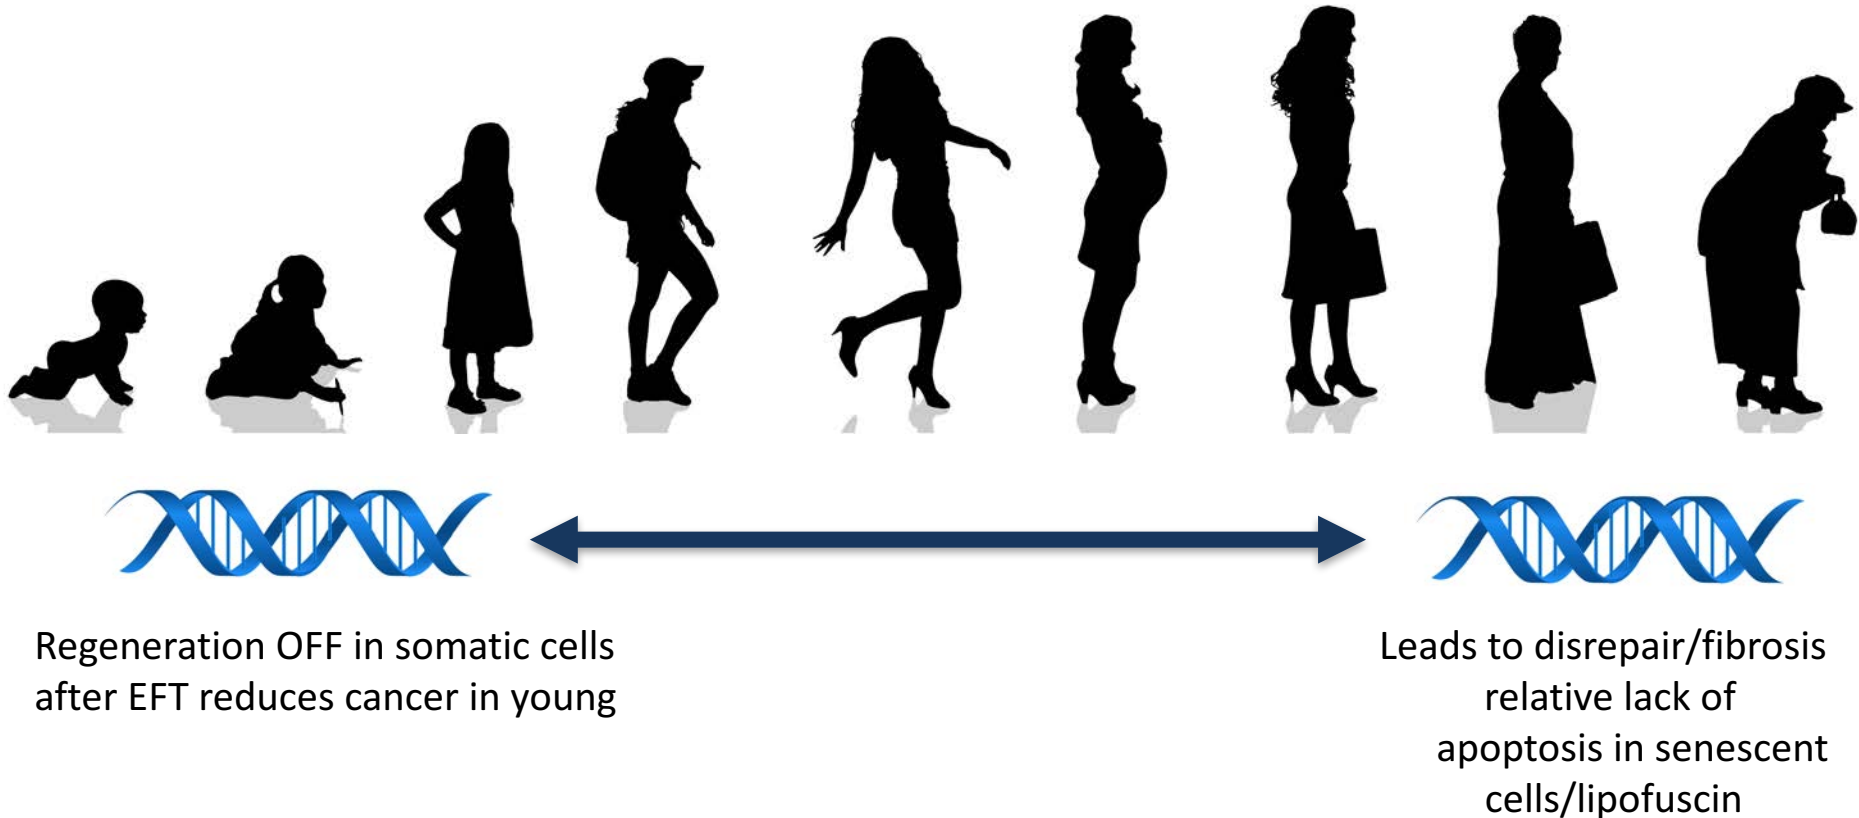 Regeneration OFF in somatic cells
after EFT reduces cancer in young
Leads to disrepair/fibrosis
relative lack of
apoptosis in senescent
cells/lipofuscin